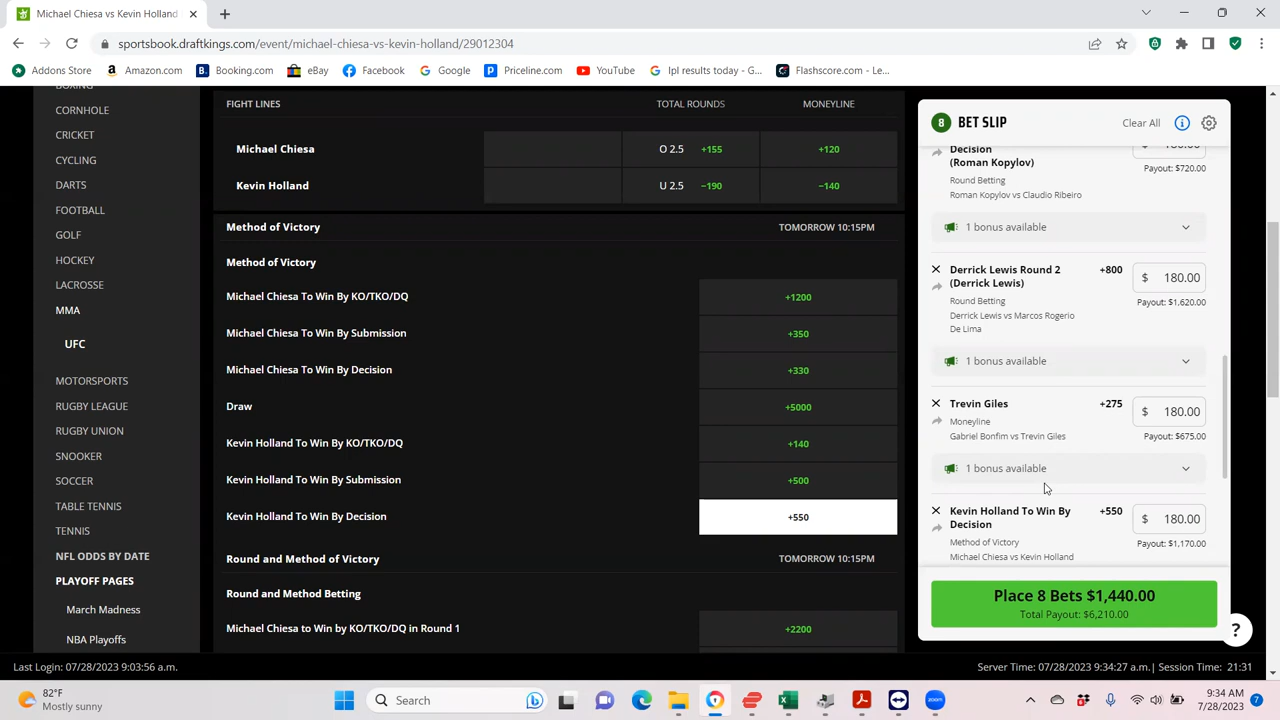 Michael Chiesa vs Kevin Holland
sportsbook.draftkings.com/event/michael-chiesa-vs-kevin-holland/29012304
Addons Store
Amazon.com
Booking.com
eBay
Facebook
Google
Priceline.com
YouTube
Ipl results today - G...
Flashscore.com - Le...
BOXING
CORNHOLE
CRICKET
CYCLING
DARTS
FOOTBALL
GOLF
HOCKEY
LACROSSE
MMA
UFC
MOTORSPORTS
RUGBY LEAGUE
RUGBY UNION
SNOOKER
SOCCER
TABLE TENNIS
TENNIS
NFL ODDS BY DATE
PLAYOFF PAGES
March Madness
NBA Playoffs
FIGHT LINES TOTAL ROUNDS MONEYLINE
Michael Chiesa O 2.5 +155 +120
Kevin Holland U 2.5 −190 −140
Method of Victory TOMORROW 10:15PM
Method of Victory
Michael Chiesa To Win By KO/TKO/DQ +1200
Michael Chiesa To Win By Submission +350
Michael Chiesa To Win By Decision +330
Draw +5000
Kevin Holland To Win By KO/TKO/DQ +140
Kevin Holland To Win By Submission +500
Kevin Holland To Win By Decision +550
Round and Method of Victory TOMORROW 10:15PM
Round and Method Betting
Michael Chiesa to Win by KO/TKO/DQ in Round 1 +2200
8 BET SLIP Clear All
Decision $ 180.00
(Roman Kopylov) Payout: $720.00
Round Betting
Roman Kopylov vs Claudio Ribeiro
1 bonus available
Derrick Lewis Round 2 +800 $ 180.00
(Derrick Lewis)
Round Betting Payout: $1,620.00
Derrick Lewis vs Marcos Rogerio
De Lima
1 bonus available
Trevin Giles +275 $ 180.00
Moneyline
Gabriel Bonfim vs Trevin Giles Payout: $675.00
1 bonus available
Kevin Holland To Win By +550 $ 180.00
Decision
Method of Victory Payout: $1,170.00
Michael Chiesa vs Kevin Holland
Place 8 Bets $1,440.00
Total Payout: $6,210.00
?
Last Login: 07/28/2023 9:03:56 a.m. Server Time: 07/28/2023 9:34:27 a.m.| Session Time: 21:31
82°F
Mostly sunny
Search
zoom
9:34 AM
7/28/2023
7